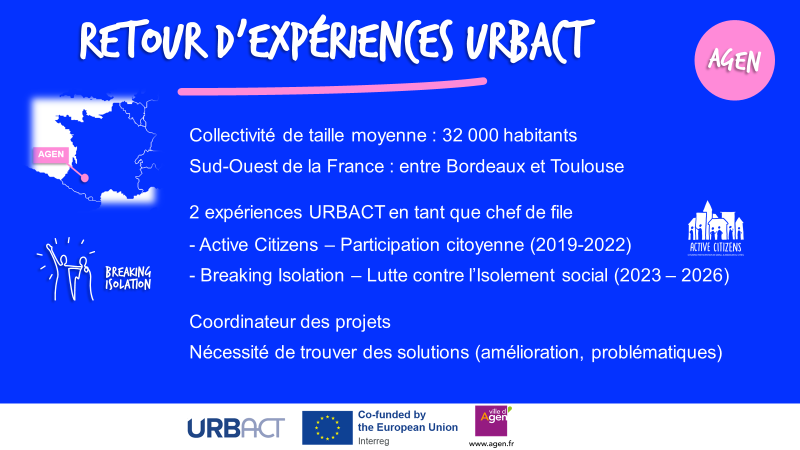 RETOUR D'EXPÉRIENCES URBACT
AGEN
AGEN
Collectivité de taille moyenne : 32 000 habitants
Sud-Ouest de la France : entre Bordeaux et Toulouse
2 expériences URBACT en tant que chef de file
- Active Citizens – Participation citoyenne (2019-2022)
- Breaking Isolation – Lutte contre l'Isolement social (2023 – 2026)
ACTIVE CITIZENS
BREAKING
ISOLATION
Coordinateur des projets
Nécessité de trouver des solutions (amélioration, problématiques)
URBACT
Co-funded by
the European Union
Interreg
ville d'
Agen
www.agen.fr